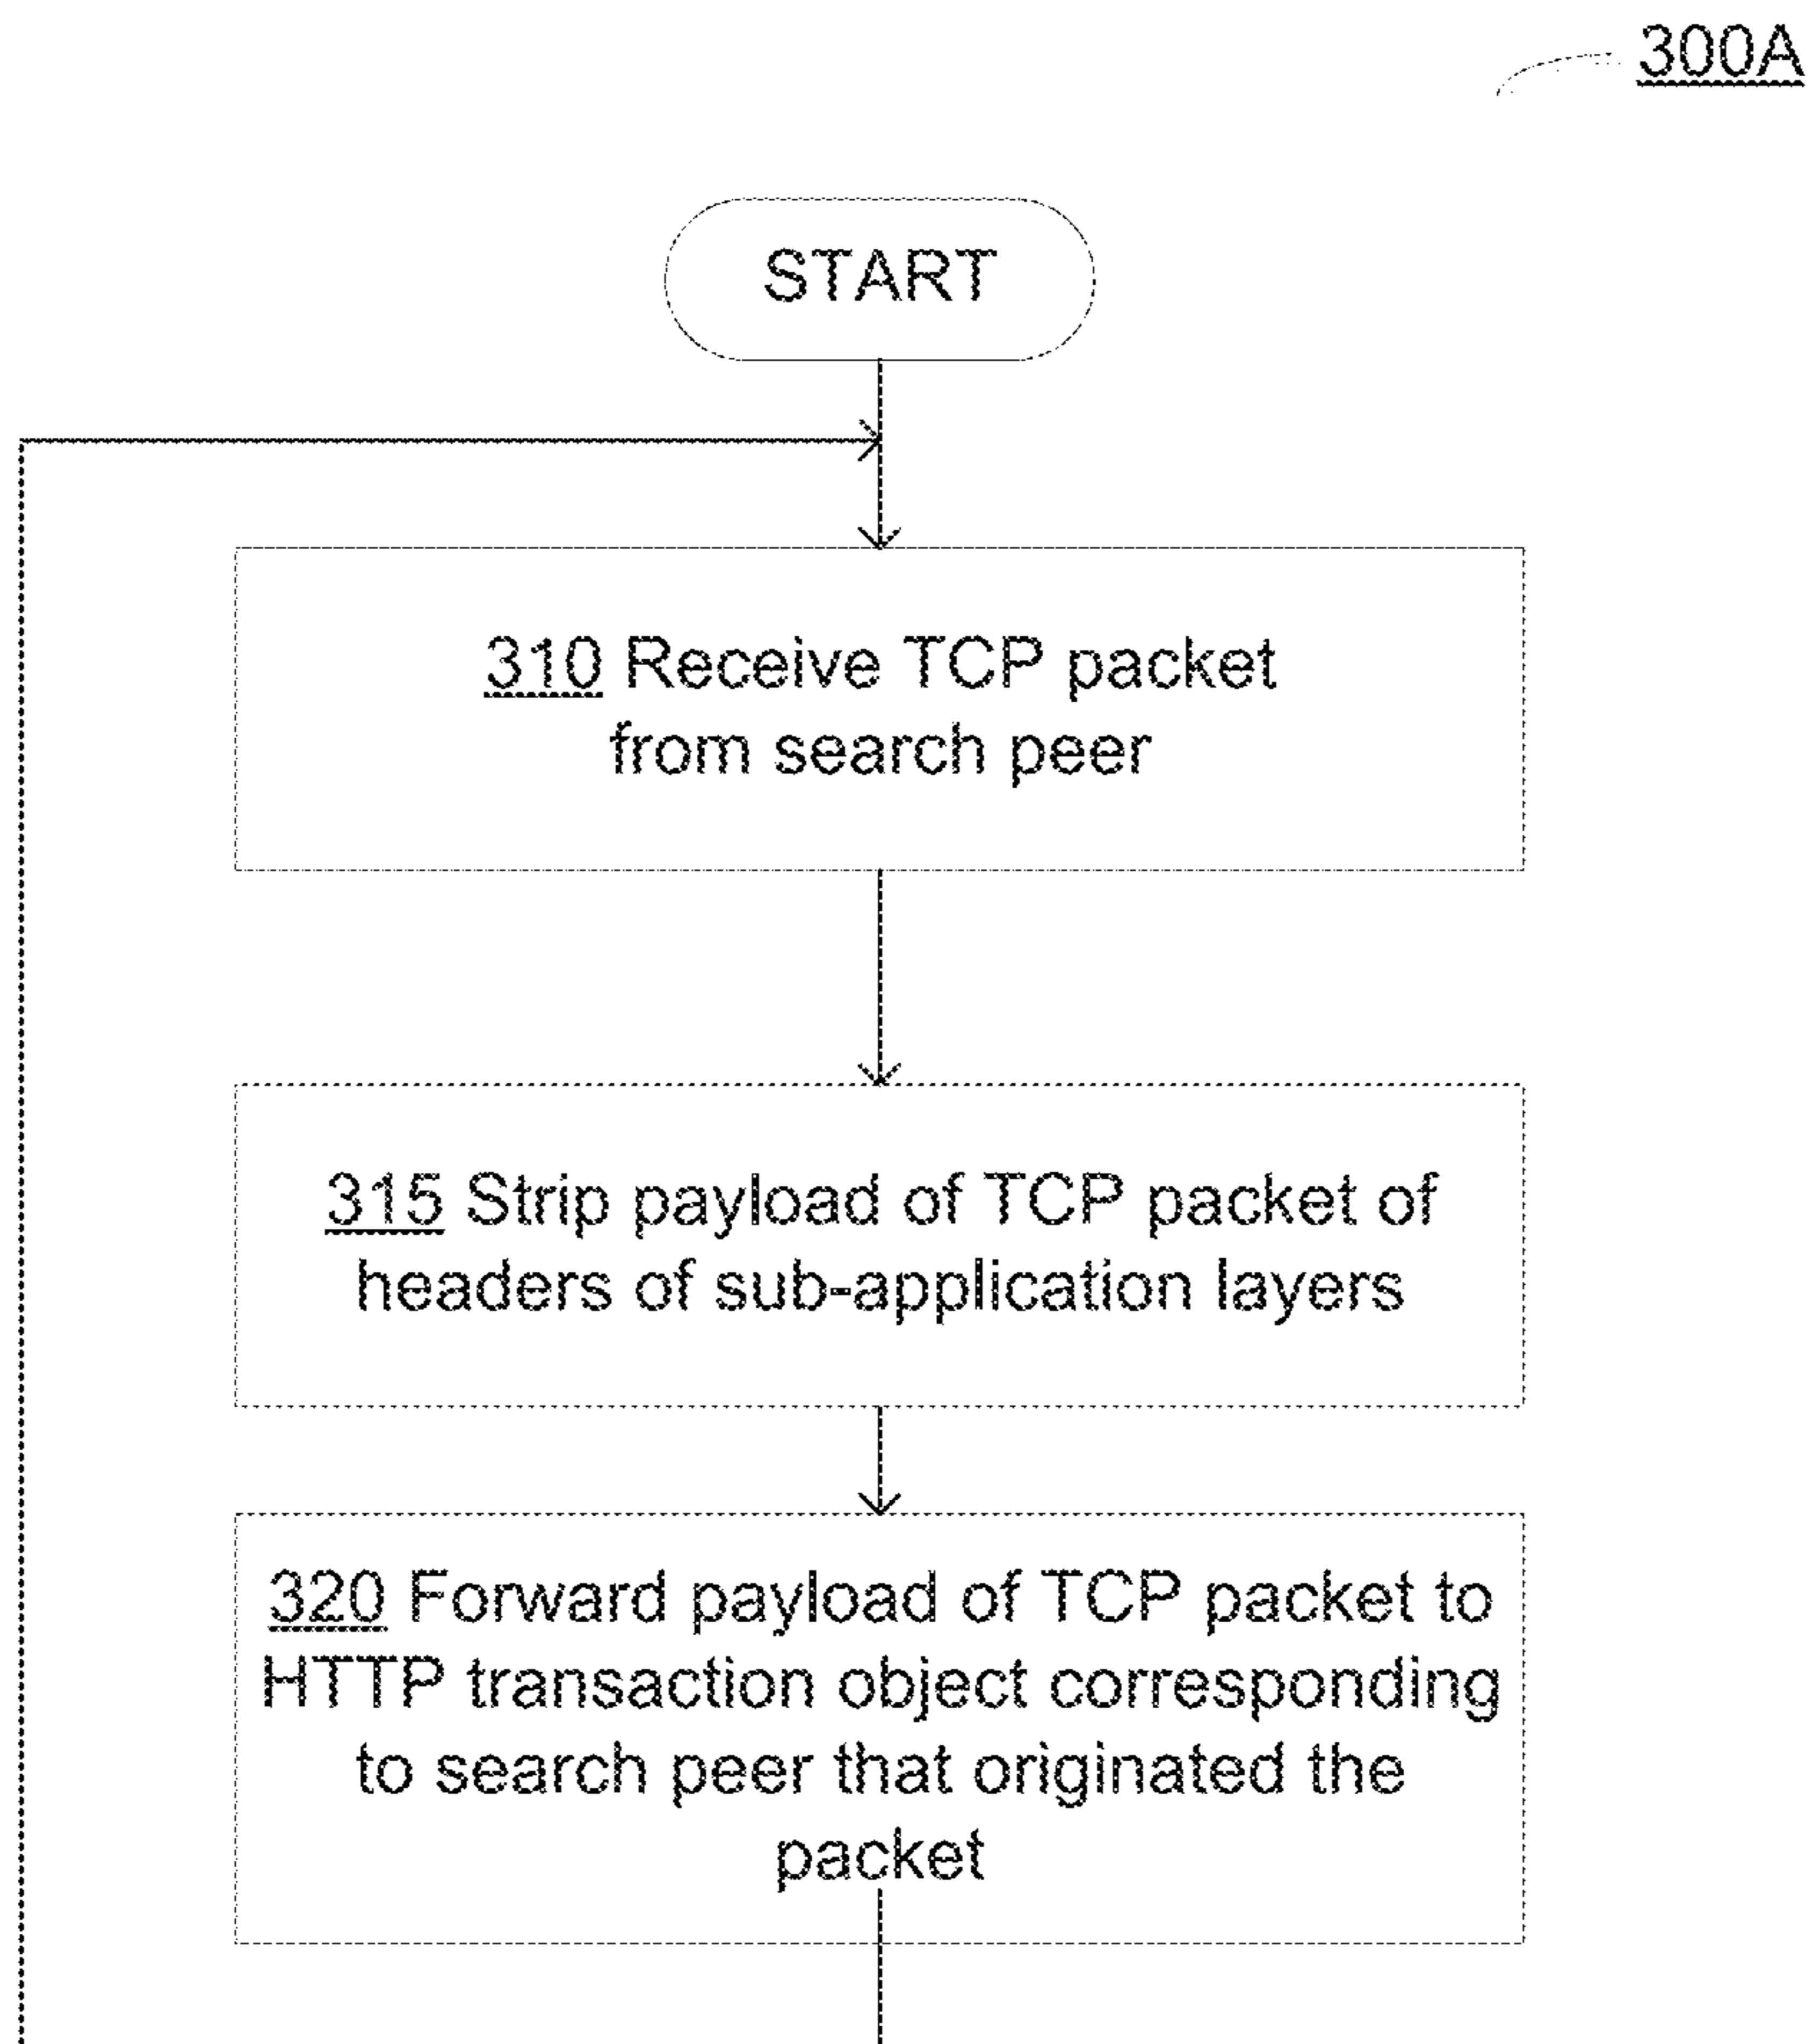 300A
START
310 Receive TCP packet
from search peer
315 Strip payload of TCP packet of
headers of sub-application layers
320 Forward payload of TCP packet to
HTTP transaction object corresponding
to search peer that originated the
packet